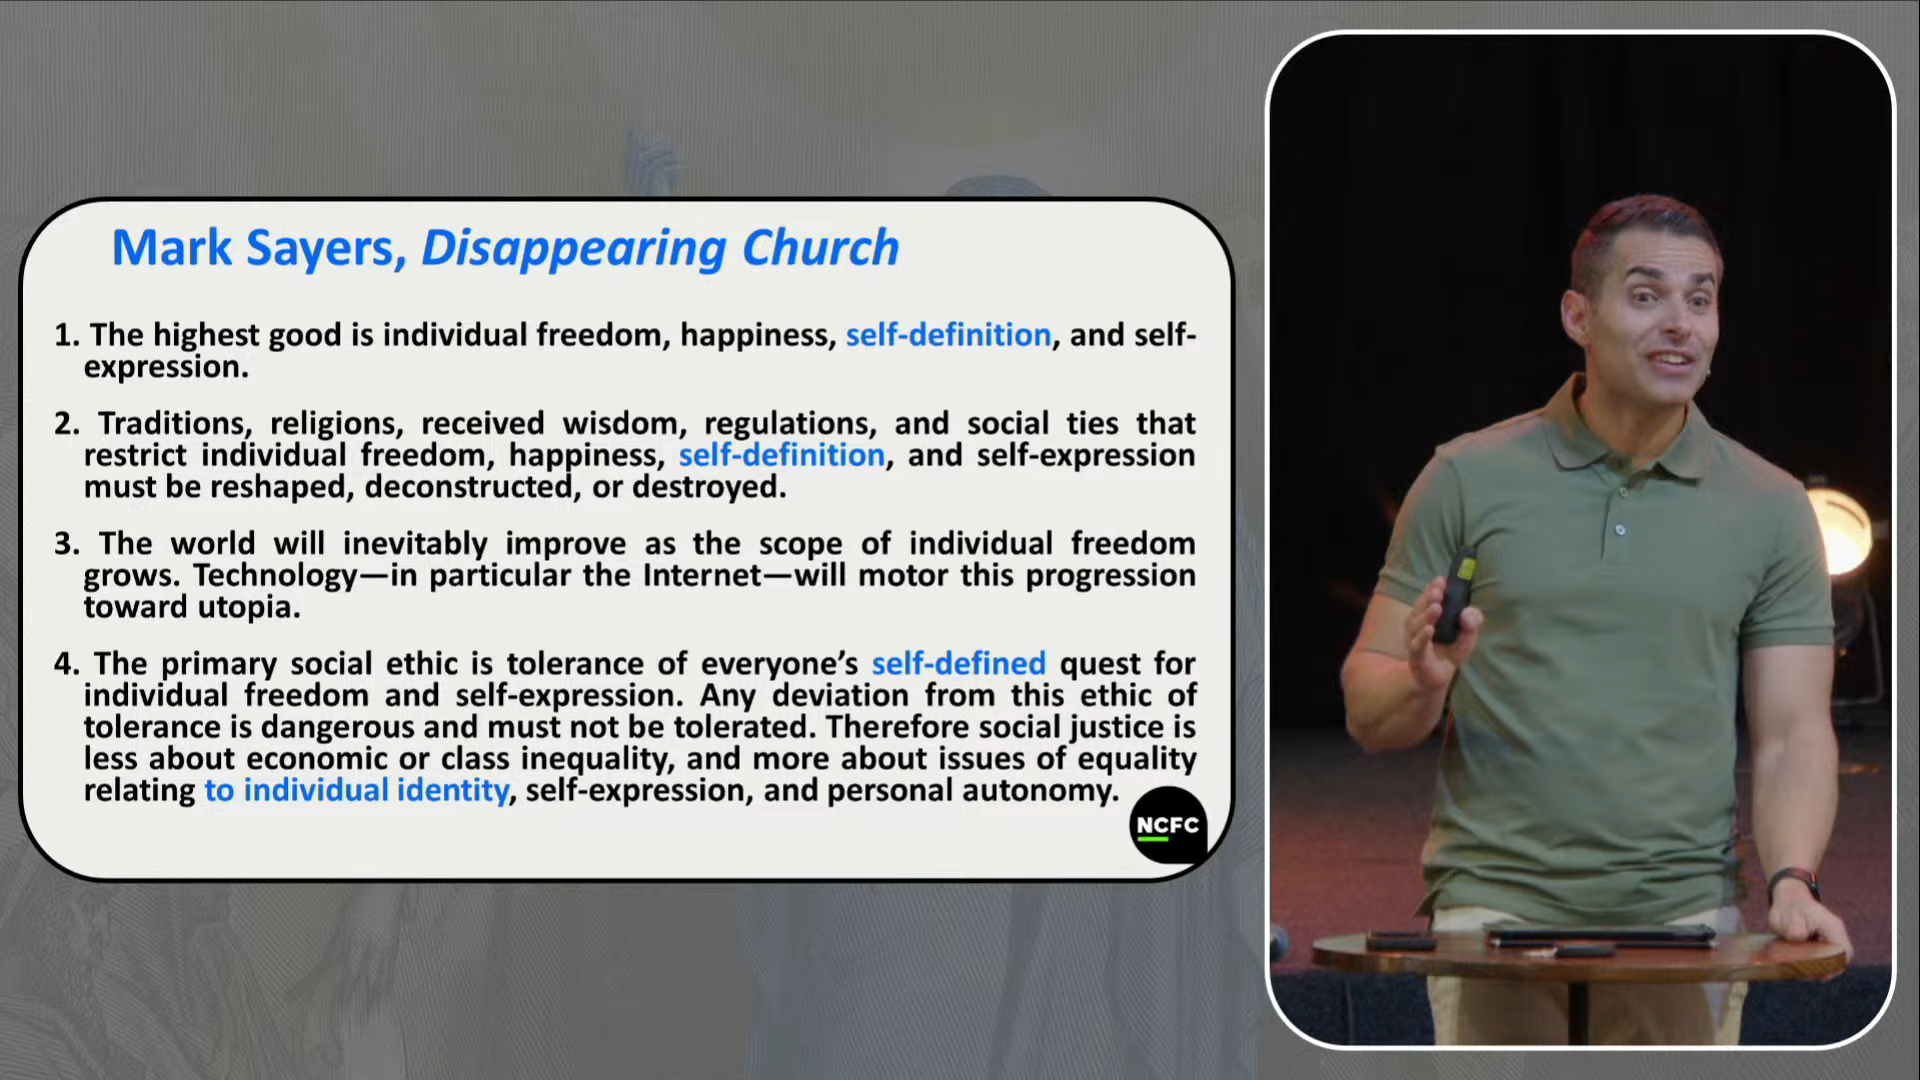 Mark Sayers, Disappearing Church
1. The highest good is individual freedom, happiness, self-definition, and self-
expression.
2. Traditions, religions, received wisdom, regulations, and social ties that
restrict individual freedom, happiness, self-definition, and self-expression
must be reshaped, deconstructed, or destroyed.
3. The world will inevitably improve as the scope of individual freedom
grows. Technology—in particular the Internet—will motor this progression
toward utopia.
4. The primary social ethic is tolerance of everyone’s self-defined quest for
individual freedom and self-expression. Any deviation from this ethic of
tolerance is dangerous and must not be tolerated. Therefore social justice is
less about economic or class inequality, and more about issues of equality
relating to individual identity, self-expression, and personal autonomy.
NCFC